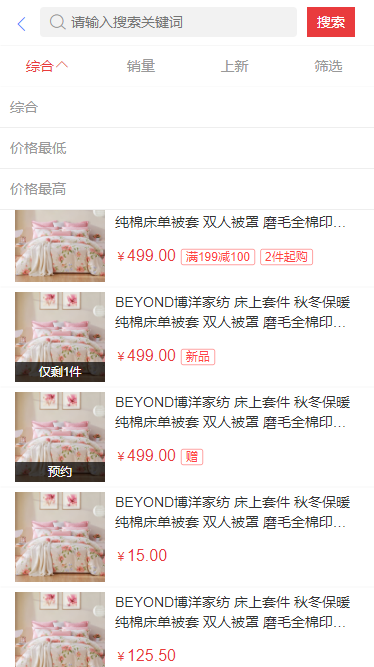 请输入搜索关键词
搜索
综合 销量 上新 筛选
综合
价格最低
价格最高
纯棉床单被套 双人被罩 磨毛全棉印...
¥499.00 满199减100 2件起购
BEYOND博洋家纺 床上套件 秋冬保暖
纯棉床单被套 双人被罩 磨毛全棉印...
仅剩1件
¥499.00 新品
BEYOND博洋家纺 床上套件 秋冬保暖
纯棉床单被套 双人被罩 磨毛全棉印...
预约
¥499.00 赠
BEYOND博洋家纺 床上套件 秋冬保暖
纯棉床单被套 双人被罩 磨毛全棉印...
¥15.00
BEYOND博洋家纺 床上套件 秋冬保暖
纯棉床单被套 双人被罩 磨毛全棉印...
¥125.50